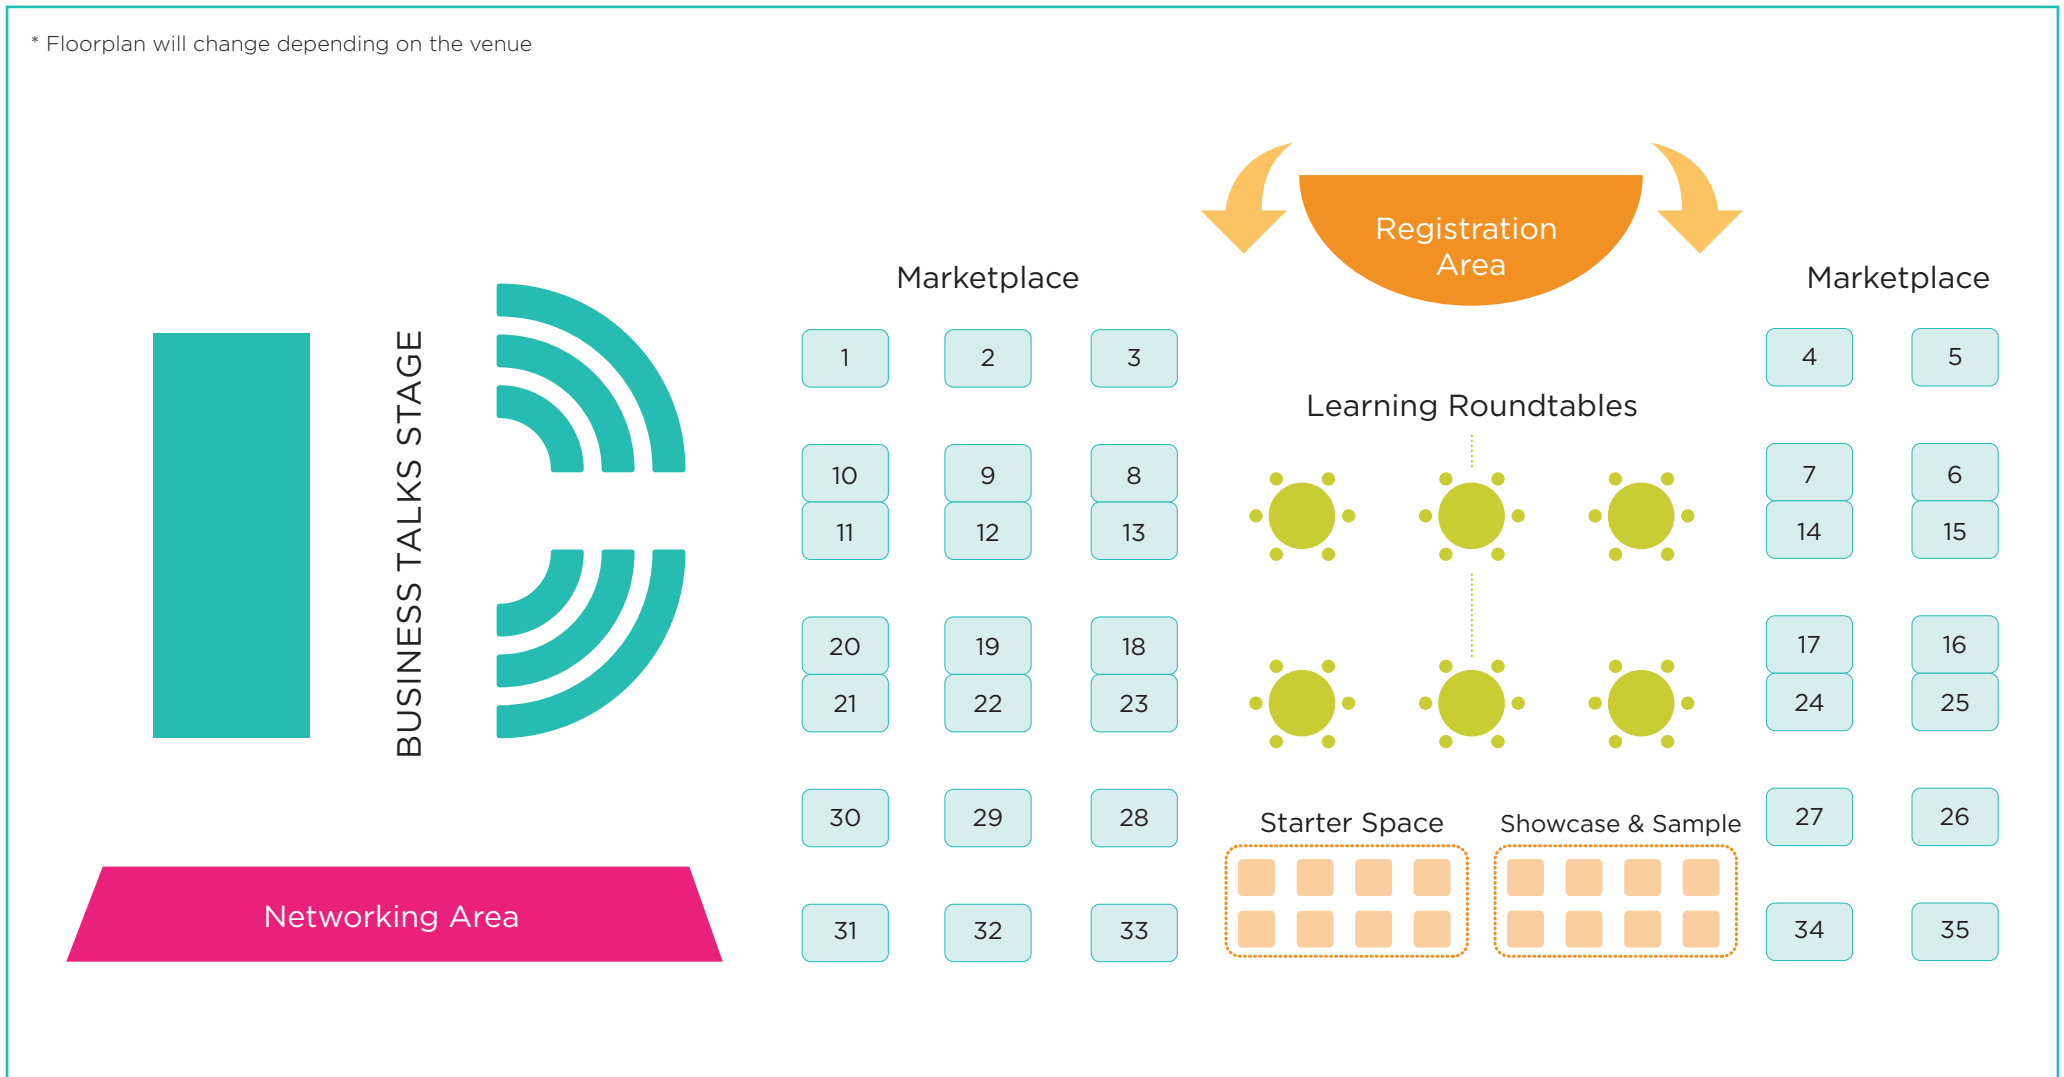 * Floorplan will change depending on the venue
Registration
Area
Marketplace
Marketplace
BUSINESS TALKS STAGE
1 2 3
4 5
Learning Roundtables
10 9 8
7 6
11 12 13
14 15
20 19 18
17 16
21 22 23
24 25
30 29 28
27 26
Starter Space
Showcase & Sample
Networking Area
31 32 33
34 35